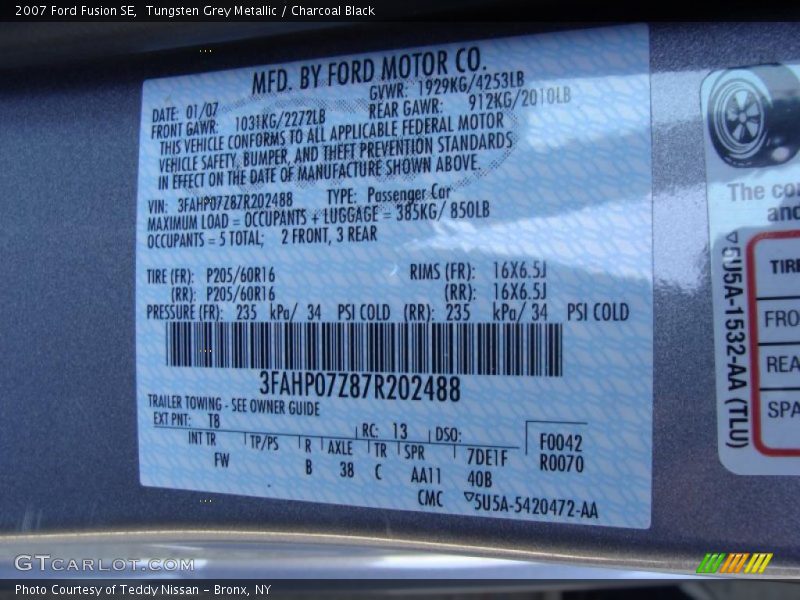 2007 Ford Fusion SE,  Tungsten Grey Metallic / Charcoal Black
MFD. BY FORD MOTOR CO.
DATE: 01/07  GVWR: 1929KG/4253LB
FRONT GAWR: 1031KG/2272LB  REAR GAWR: 912KG/2010LB
THIS VEHICLE CONFORMS TO ALL APPLICABLE FEDERAL MOTOR
VEHICLE SAFETY, BUMPER, AND THEFT PREVENTION STANDARDS
IN EFFECT ON THE DATE OF MANUFACTURE SHOWN ABOVE.
VIN: 3FAHP07Z87R202488  TYPE: Passenger Car
MAXIMUM LOAD = OCCUPANTS + LUGGAGE = 385KG/ 850LB
OCCUPANTS = 5 TOTAL; 2 FRONT, 3 REAR
TIRE (FR): P205/60R16  RIMS (FR): 16X6.5J
(RR): P205/60R16  (RR): 16X6.5J
PRESSURE (FR): 235 kPa/ 34 PSI COLD (RR): 235 kPa/ 34 PSI COLD
3FAHP07Z87R202488
TRAILER TOWING - SEE OWNER GUIDE
EXT PNT: T8  RC: 13  DSO:  F0042
INT TR  TP/PS  R  AXLE  TR  SPR  7DE1F  R0070
FW  B  38  C  AA11  40B
CMC  5U5A-5420472-AA
The co
and
5U5A-1532-AA (TLU)
TIRE
FRO
REA
SPA
GTCARLOT.COM
Photo Courtesy of Teddy Nissan – Bronx, NY